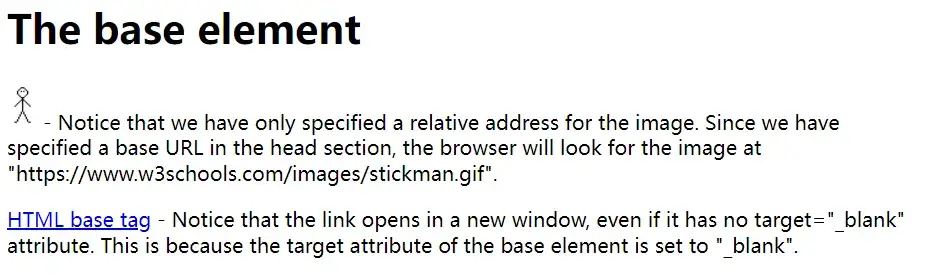 The base element
- Notice that we have only specified a relative address for the image. Since we have
specified a base URL in the head section, the browser will look for the image at
"https://www.w3schools.com/images/stickman.gif".
HTML base tag - Notice that the link opens in a new window, even if it has no target="_blank"
attribute. This is because the target attribute of the base element is set to "_blank".